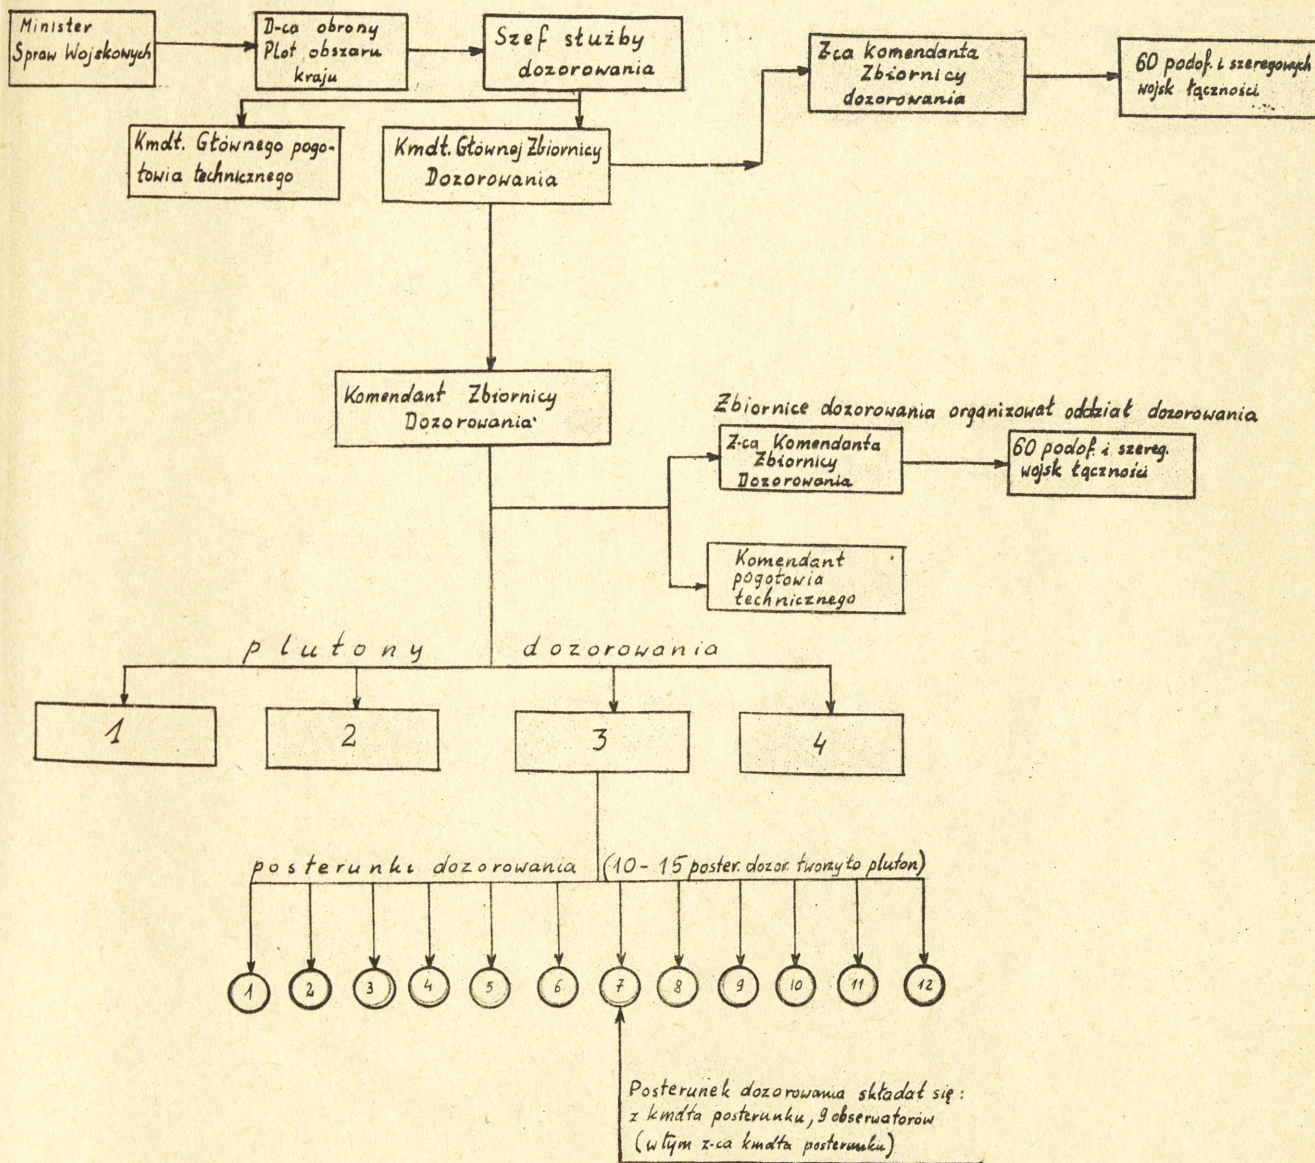 Minister
Spraw Wojskowych
D-ca obrony
Plot obszaru
kraju
Szef służby
dozorowania
Z-ca Komendanta
Zbiornicy
dozorowania
60 podof. i szeregowych
wojsk łączności
Kmdt. Głównego pogo-
towia technicznego
Kmdt. Głównej Zbiornicy
Dozorowania
Komendant Zbiornicy
Dozorowania
Zbiornice dozorowania organizował oddział dozorowania
Z-ca Komendanta
Zbiornicy
Dozorowania
60 podof. i szereg.
wojsk łączności
Komendant
pogotowia
technicznego
plutony dozorowania
1
2
3
4
posterunki dozorowania (10-15 poster. dozor. tworzyło pluton)
1
2
3
4
5
6
7
8
9
10
11
12
Posterunek dozorowania składał się:
z kmdta posterunku, 9 obserwatorów
(w tym z-ca kmdta posterunku)